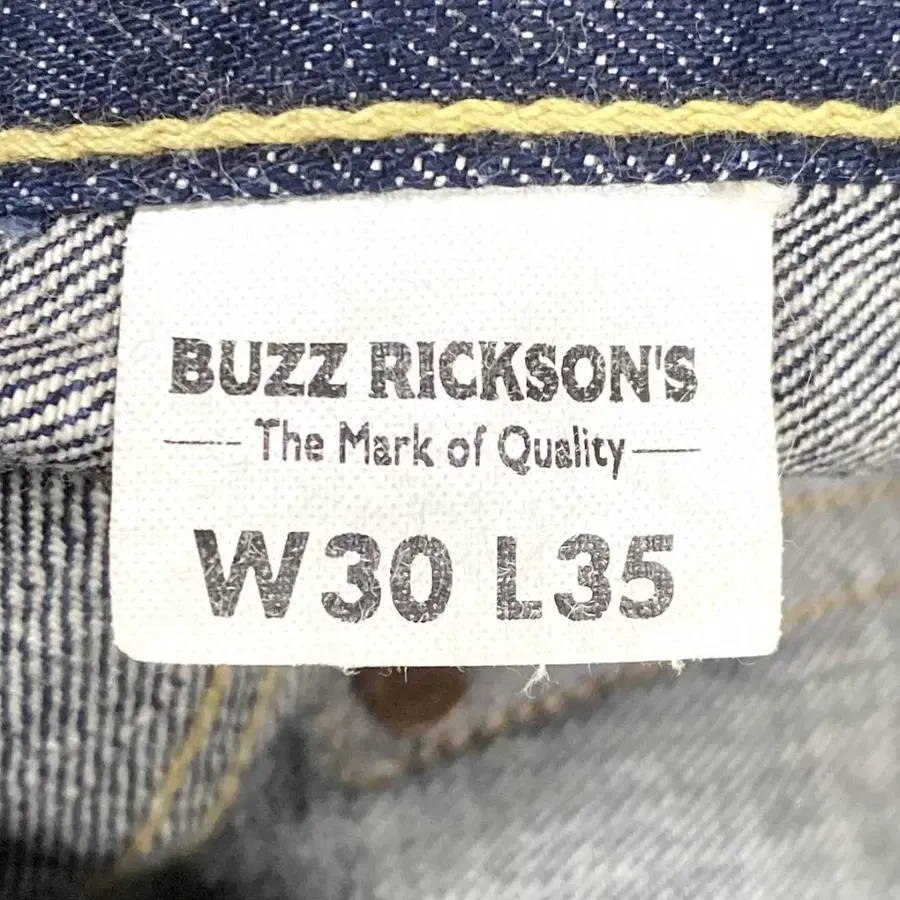 BUZZ RICKSON'S
The Mark of Quality
W30 L35